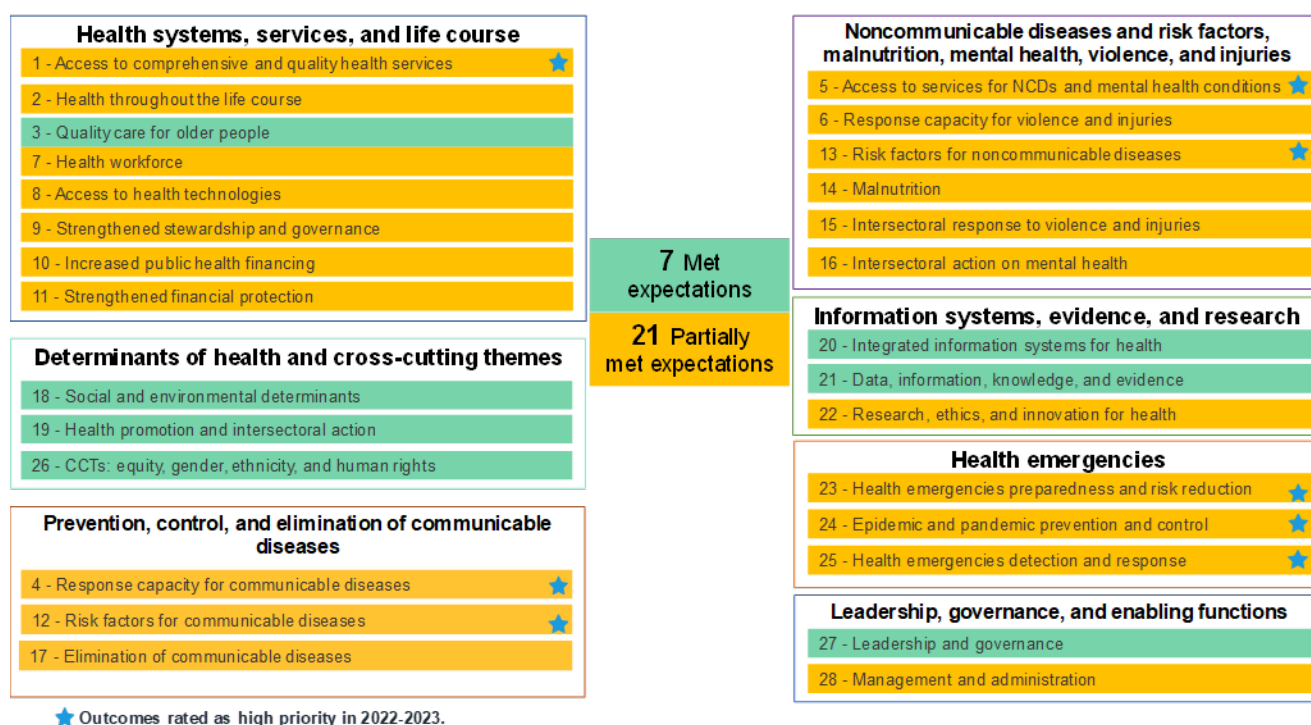 Health systems, services, and life course
1 - Access to comprehensive and quality health services
2 - Health throughout the life course
3 - Quality care for older people
7 - Health workforce
8 - Access to health technologies
9 - Strengthened stewardship and governance
10 - Increased public health financing
11 - Strengthened financial protection
Determinants of health and cross-cutting themes
18 - Social and environmental determinants
19 - Health promotion and intersectoral action
26 - CCTs: equity, gender, ethnicity, and human rights
Prevention, control, and elimination of communicable
diseases
4 - Response capacity for communicable diseases
12 - Risk factors for communicable diseases
17 - Elimination of communicable diseases
Outcomes rated as high priority in 2022-2023.
7 Met
expectations
21 Partially
met expectations
Noncommunicable diseases and risk factors,
malnutrition, mental health, violence, and injuries
5 - Access to services for NCDs and mental health conditions
6 - Response capacity for violence and injuries
13 - Risk factors for noncommunicable diseases
14 - Malnutrition
15 - Intersectoral response to violence and injuries
16 - Intersectoral action on mental health
Information systems, evidence, and research
20 - Integrated information systems for health
21 - Data, information, knowledge, and evidence
22 - Research, ethics, and innovation for health
Health emergencies
23 - Health emergencies preparedness and risk reduction
24 - Epidemic and pandemic prevention and control
25 - Health emergencies detection and response
Leadership, governance, and enabling functions
27 - Leadership and governance
28 - Management and administration